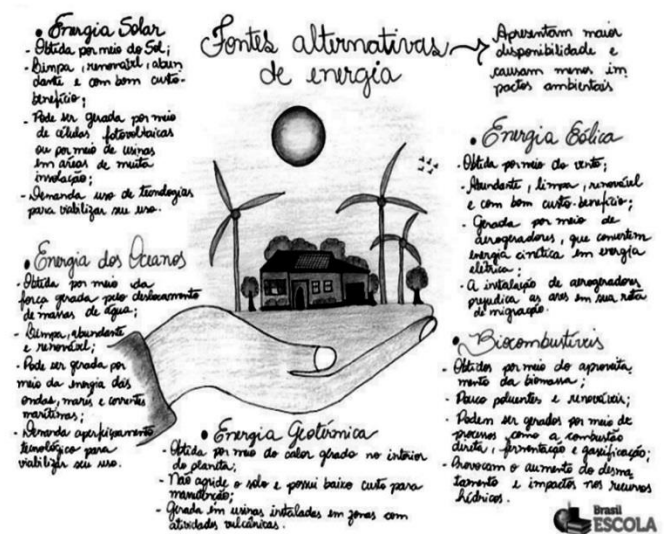 Fontes alternativas
de energia
Apresentam maior
disponibilidade e
causam menos im
pactos ambientais
• Energia Solar
- Obtida por meio do Sol;
- Limpa, renovável, abun
dante e com bom custo-
benefício;
- Pode ser gerada por meio
de células fotovoltaicas
ou por meio de usinas
em áreas de muita
insolação;
- Demanda uso de tecnologias
para viabilizar seu uso.
• Energia dos Oceanos
- Obtida por meio da
força gerada pelo deslocamento
de massas de água;
- Limpa, abundante
e renovável;
- Pode ser gerada por
meio da energia das
ondas, marés e correntes
marítimas;
- Demanda aperfeiçoamento
tecnológico para
viabilizar seu uso.
• Energia Geotérmica
- Obtida por meio do calor gerado no interior
do planeta;
- Não agride o solo e possui baixo custo para
manutenção;
- Gerada em usinas instaladas em zonas com
atividades vulcânicas.
• Energia Eólica
- Obtida por meio do vento;
- Abundante, limpa, renovável
e com bom custo-benefício;
- Gerada por meio de
aerogeradores, que convertem
energia cinética em energia
elétrica;
- A instalação de aerogeradores
prejudica as aves em sua rota
de migração.
• Biocombustíveis
- Obtidos por meio do aproveita
mento da biomassa;
- Pouco poluentes e renováveis;
- Podem ser gerados por meio de
processos como a combustão
direta, fermentação e gaseificação;
- Provocam o aumento do desma
tamento e impactos nos recursos
hídricos.
Brasil
ESCOLA